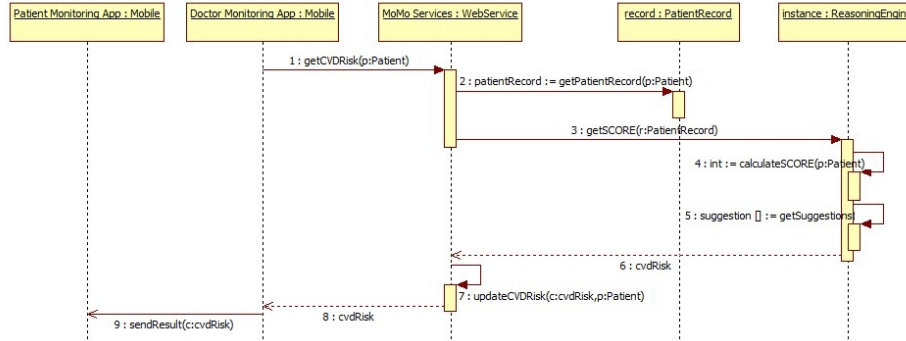 Patient Monitoring App : Mobile
Doctor Monitoring App : Mobile
MoMo Services : WebService
record : PatientRecord
instance : ReasoningEngin
1 : getCVDRisk(p:Patient)
2 : patientRecord := getPatientRecord(p:Patient)
3 : getSCORE(r:PatientRecord)
4 : int := calculateSCORE(p:Patient)
5 : suggestion [] := getSuggestions
6 : cvdRisk
7 : updateCVDRisk(c:cvdRisk,p:Patient)
8 : cvdRisk
9 : sendResult(c:cvdRisk)